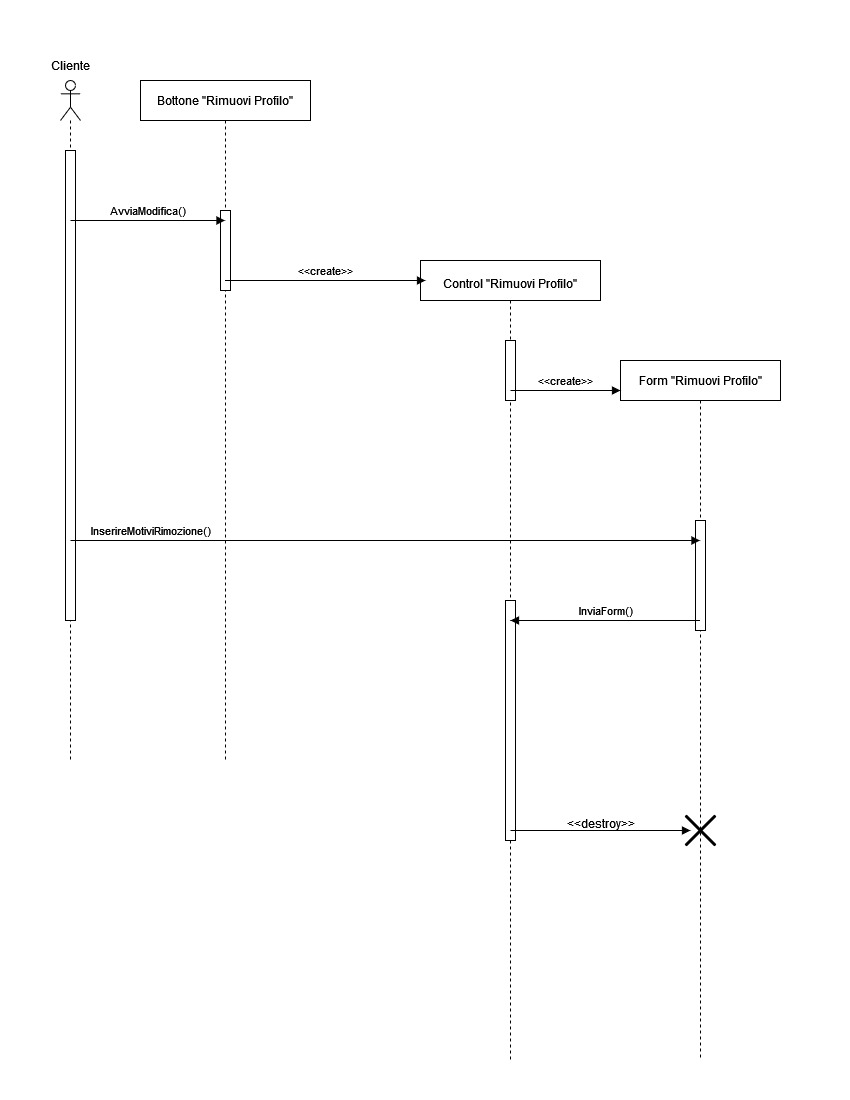 Cliente
Bottone "Rimuovi Profilo"
AvviaModifica()
<<create>>
Control "Rimuovi Profilo"
<<create>>
Form "Rimuovi Profilo"
InserireMotiviRimozione()
InviaForm()
<<destroy>>